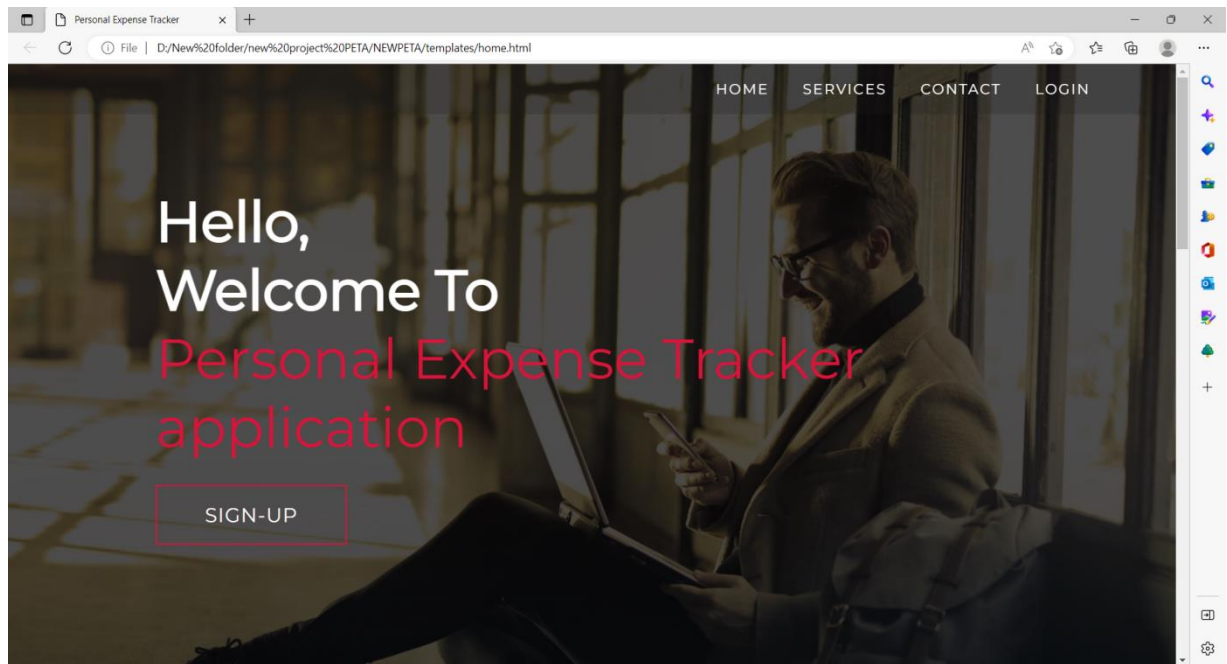 Personal Expense Tracker
File | D:/New%20folder/new%20project%20PETA/NEWPETA/templates/home.html
HOME SERVICES CONTACT LOGIN
Hello,
Welcome To
Personal Expense Tracker
application
SIGN-UP